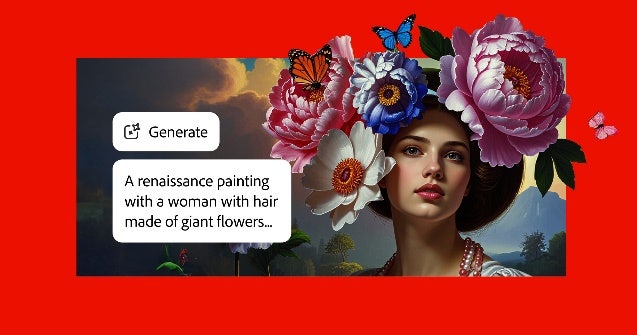 Generate
A renaissance painting
with a woman with hair
made of giant flowers...